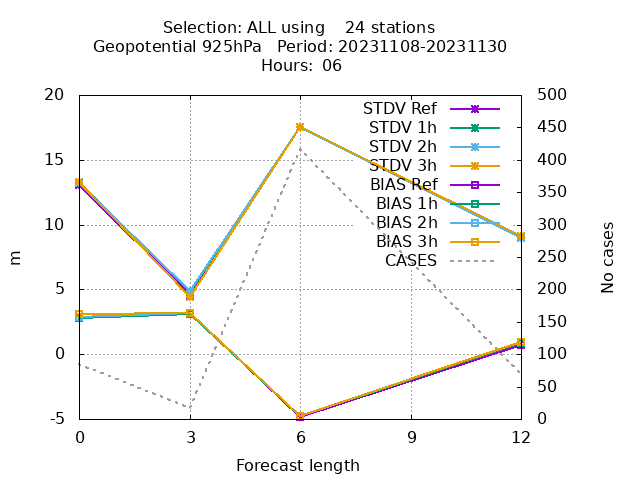 Selection: ALL using    24 stations
Geopotential 925hPa   Period: 20231108-20231130
Hours: 06
STDV Ref
STDV 1h
STDV 2h
STDV 3h
BIAS Ref
BIAS 1h
BIAS 2h
BIAS 3h
CASES
20
15
10
5
0
-5
m
500
450
400
350
300
250
200
150
100
50
0
No cases
0 3 6 9 12
Forecast length